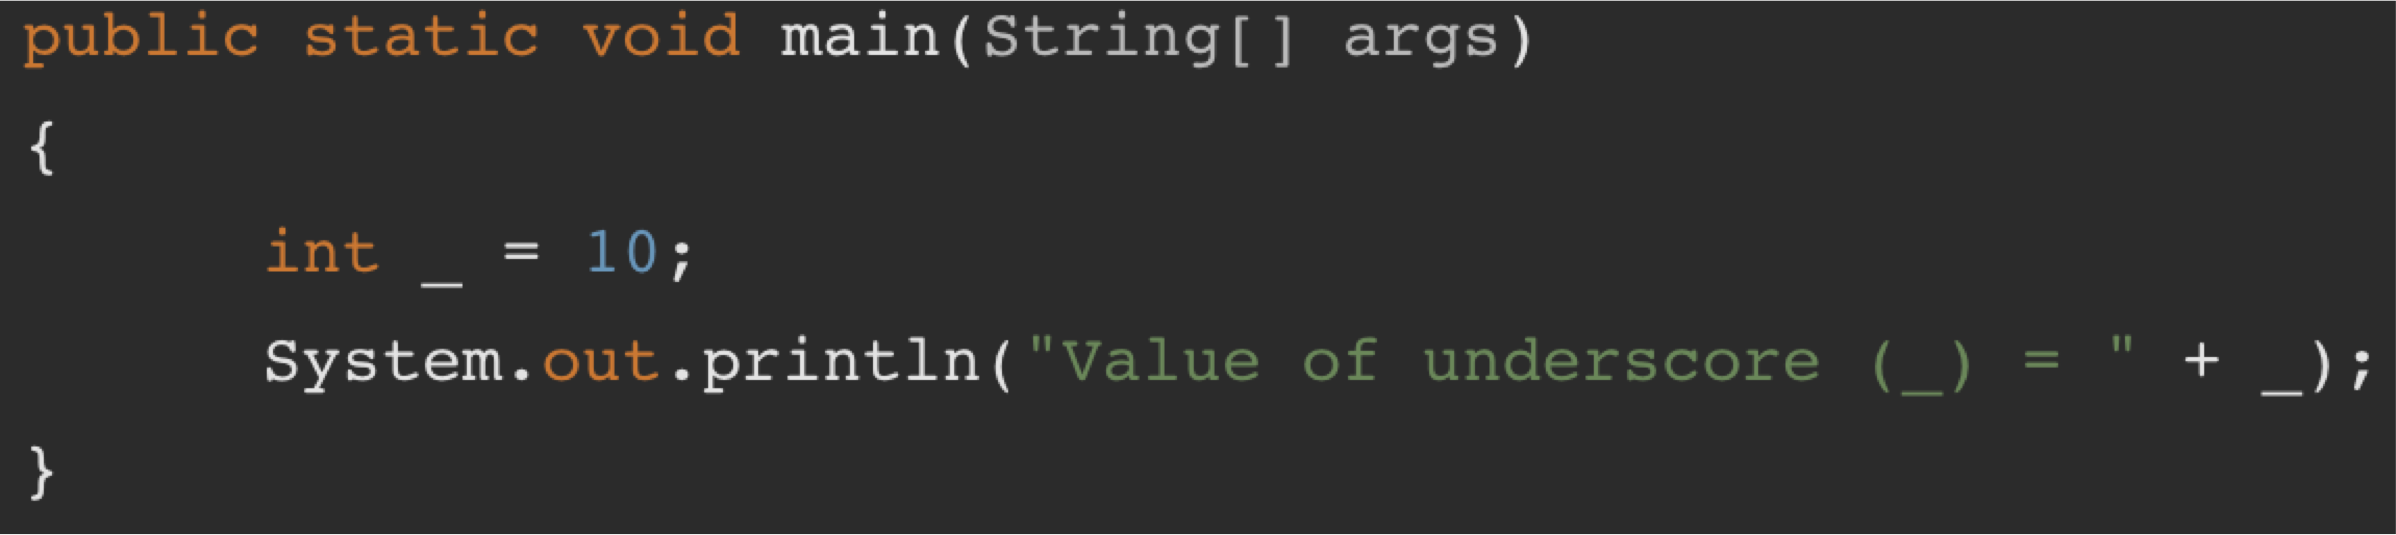 public static void main(String[] args)
{
int _ = 10;
System.out.println("Value of underscore (_) = " + _);
}